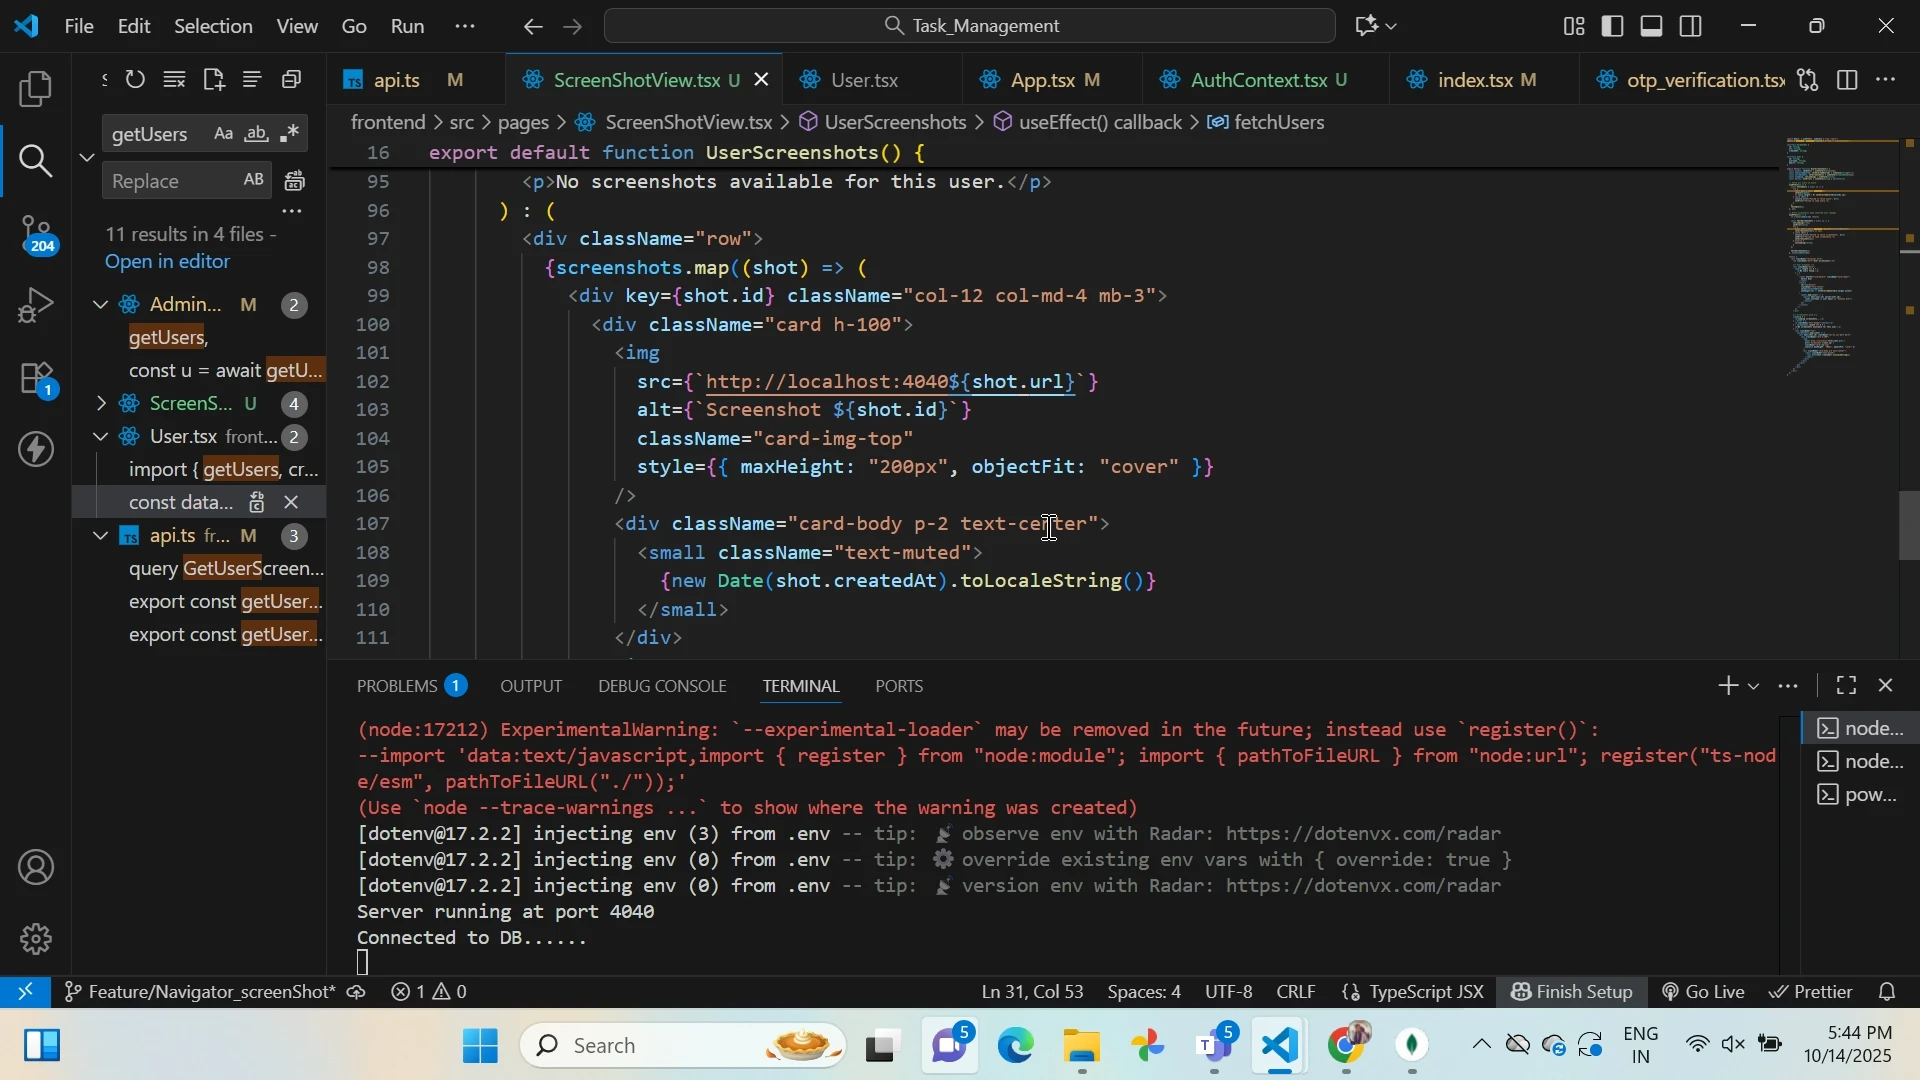 File Edit Selection View Go Run ···
Task_Management
getUsers Aa ab
Replace AB
11 results in 4 files -
Open in editor
Admin... M 2
getUsers,
const u = await getU...
ScreenS... U 4
User.tsx front... 2
import { getUsers, cr...
const data...
TS api.ts fr... M 3
query GetUserScreen...
export const getUser...
export const getUser...
204
1
TS api.ts M
ScreenShotView.tsx U
User.tsx
App.tsx M
AuthContext.tsx U
index.tsx M
otp_verification.tsx
frontend > src > pages > ScreenShotView.tsx > UserScreenshots > useEffect() callback > fetchUsers
16 export default function UserScreenshots() {
95 <p>No screenshots available for this user.</p>
96 ) : (
97 <div className="row">
98 {screenshots.map((shot) => (
99 <div key={shot.id} className="col-12 col-md-4 mb-3">
100 <div className="card h-100">
101 <img
102 src={`http://localhost:4040${shot.url}`}
103 alt={`Screenshot ${shot.id}`}
104 className="card-img-top"
105 style={{ maxHeight: "200px", objectFit: "cover" }}
106 />
107 <div className="card-body p-2 text-center">
108 <small className="text-muted">
109 {new Date(shot.createdAt).toLocaleString()}
110 </small>
111 </div>
PROBLEMS 1 OUTPUT DEBUG CONSOLE TERMINAL PORTS
(node:17212) ExperimentalWarning: `--experimental-loader` may be removed in the future; instead use `register()`:
--import 'data:text/javascript,import { register } from "node:module"; import { pathToFileURL } from "node:url"; register("ts-nod
e/esm", pathToFileURL("./"));'
(Use `node --trace-warnings ...` to show where the warning was created)
[dotenv@17.2.2] injecting env (3) from .env -- tip: 📡 observe env with Radar: https://dotenvx.com/radar
[dotenv@17.2.2] injecting env (0) from .env -- tip: ⚙️ override existing env vars with { override: true }
[dotenv@17.2.2] injecting env (0) from .env -- tip: 📡 version env with Radar: https://dotenvx.com/radar
Server running at port 4040
Connected to DB......
node...
node...
pow...
Feature/Navigator_screenShot* 1 0 Ln 31, Col 53 Spaces: 4 UTF-8 CRLF {} TypeScript JSX Finish Setup Go Live Prettier
Search
5
T 5
ENG
IN
5:44 PM
10/14/2025